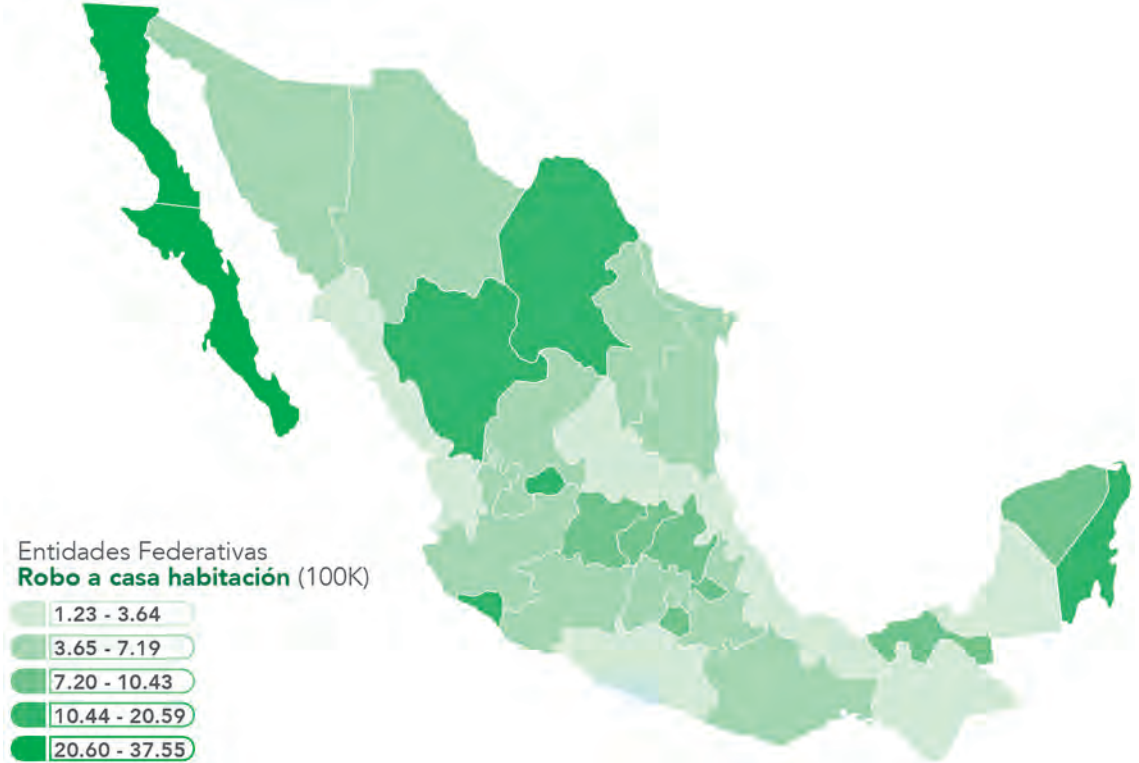 Entidades Federativas
Robo a casa habitación (100K)
1.23 - 3.64
3.65 - 7.19
7.20 - 10.43
10.44 - 20.59
20.60 - 37.55